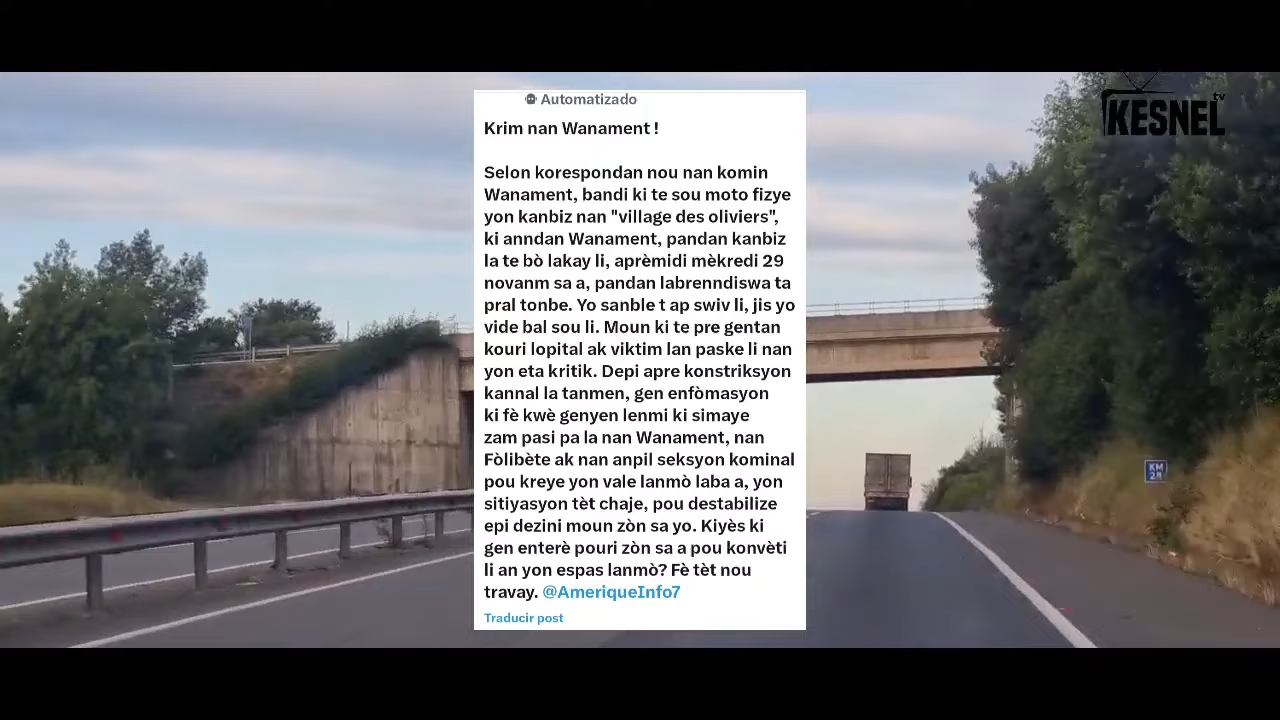 Automatizado
KESNEL tv
Krim nan Wanament !
Selon korespondan nou nan komin
Wanament, bandi ki te sou moto fizye
yon kanbiz nan "village des oliviers",
ki anndan Wanament, pandan kanbiz
la te bò lakay li, aprèmidi mèkredi 29
novanm sa a, pandan labrenndiswa ta
pral tonbe. Yo sanble t ap swiv li, jis yo
vide bal sou li. Moun ki te pre gentan
kouri lopital ak viktim lan paske li nan
yon eta kritik. Depi apre konstriksyon
kannal la tanmen, gen enfòmasyon
ki fè kwè genyen lenmi ki simaye
zam pasi pa la nan Wanament, nan
Fòlibète ak nan anpil seksyon kominal
pou kreye yon vale lanmò laba a, yon
sitiyasyon tèt chaje, pou destabilize
epi dezini moun zòn sa yo. Kiyès ki
gen enterè pouri zòn sa a pou konvèti
li an yon espas lanmò? Fè tèt nou
travay. @AmeriqueInfo7
Traducir post
KM
28